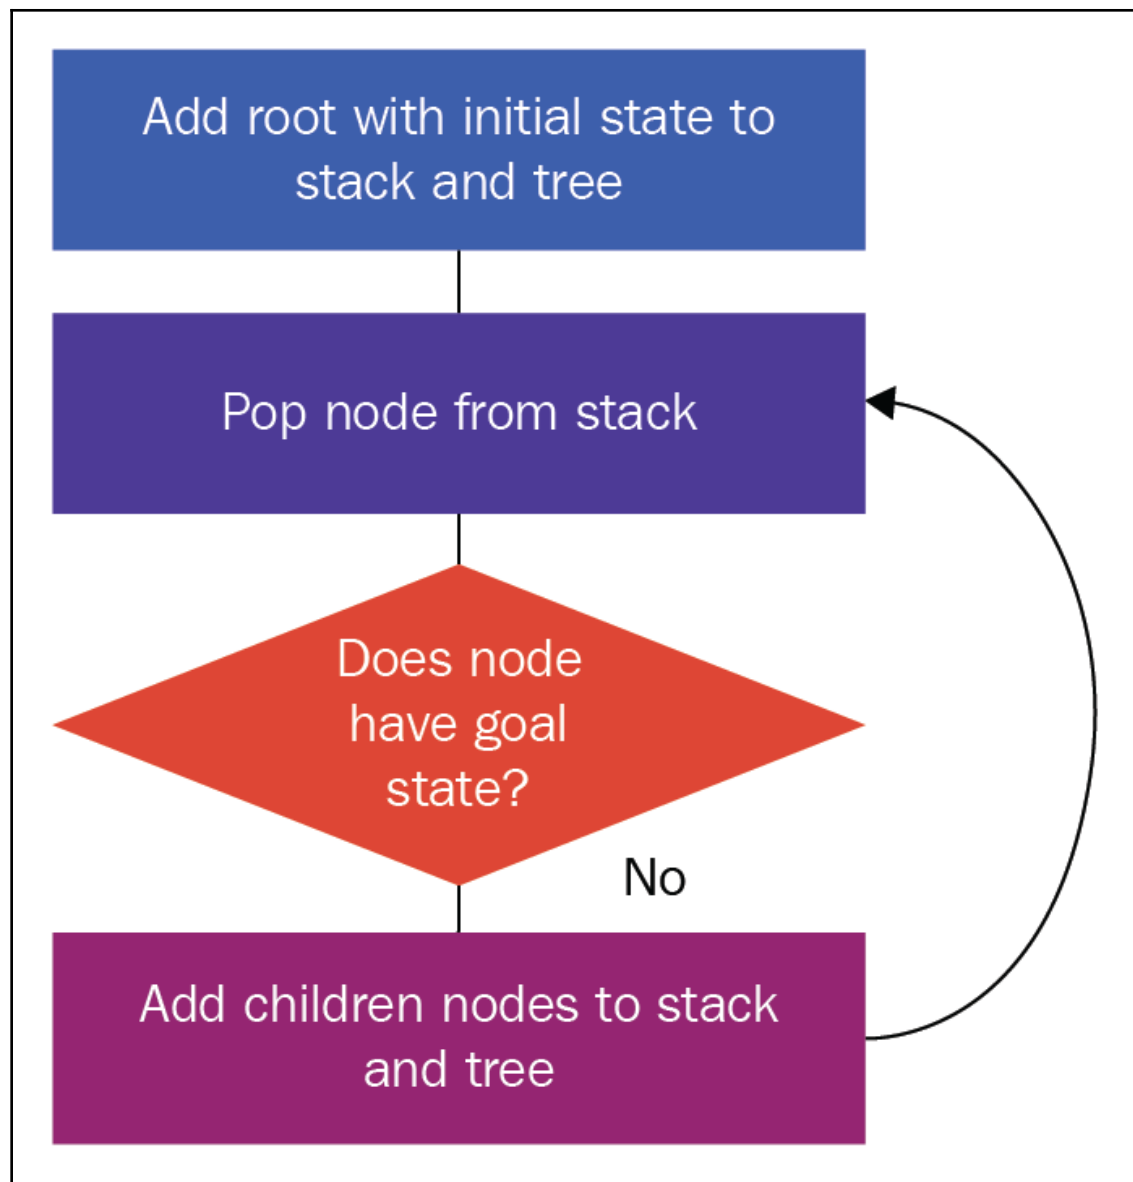 Add root with initial state to
stack and tree
Pop node from stack
Does node
have goal
state?
No
Add children nodes to stack
and tree